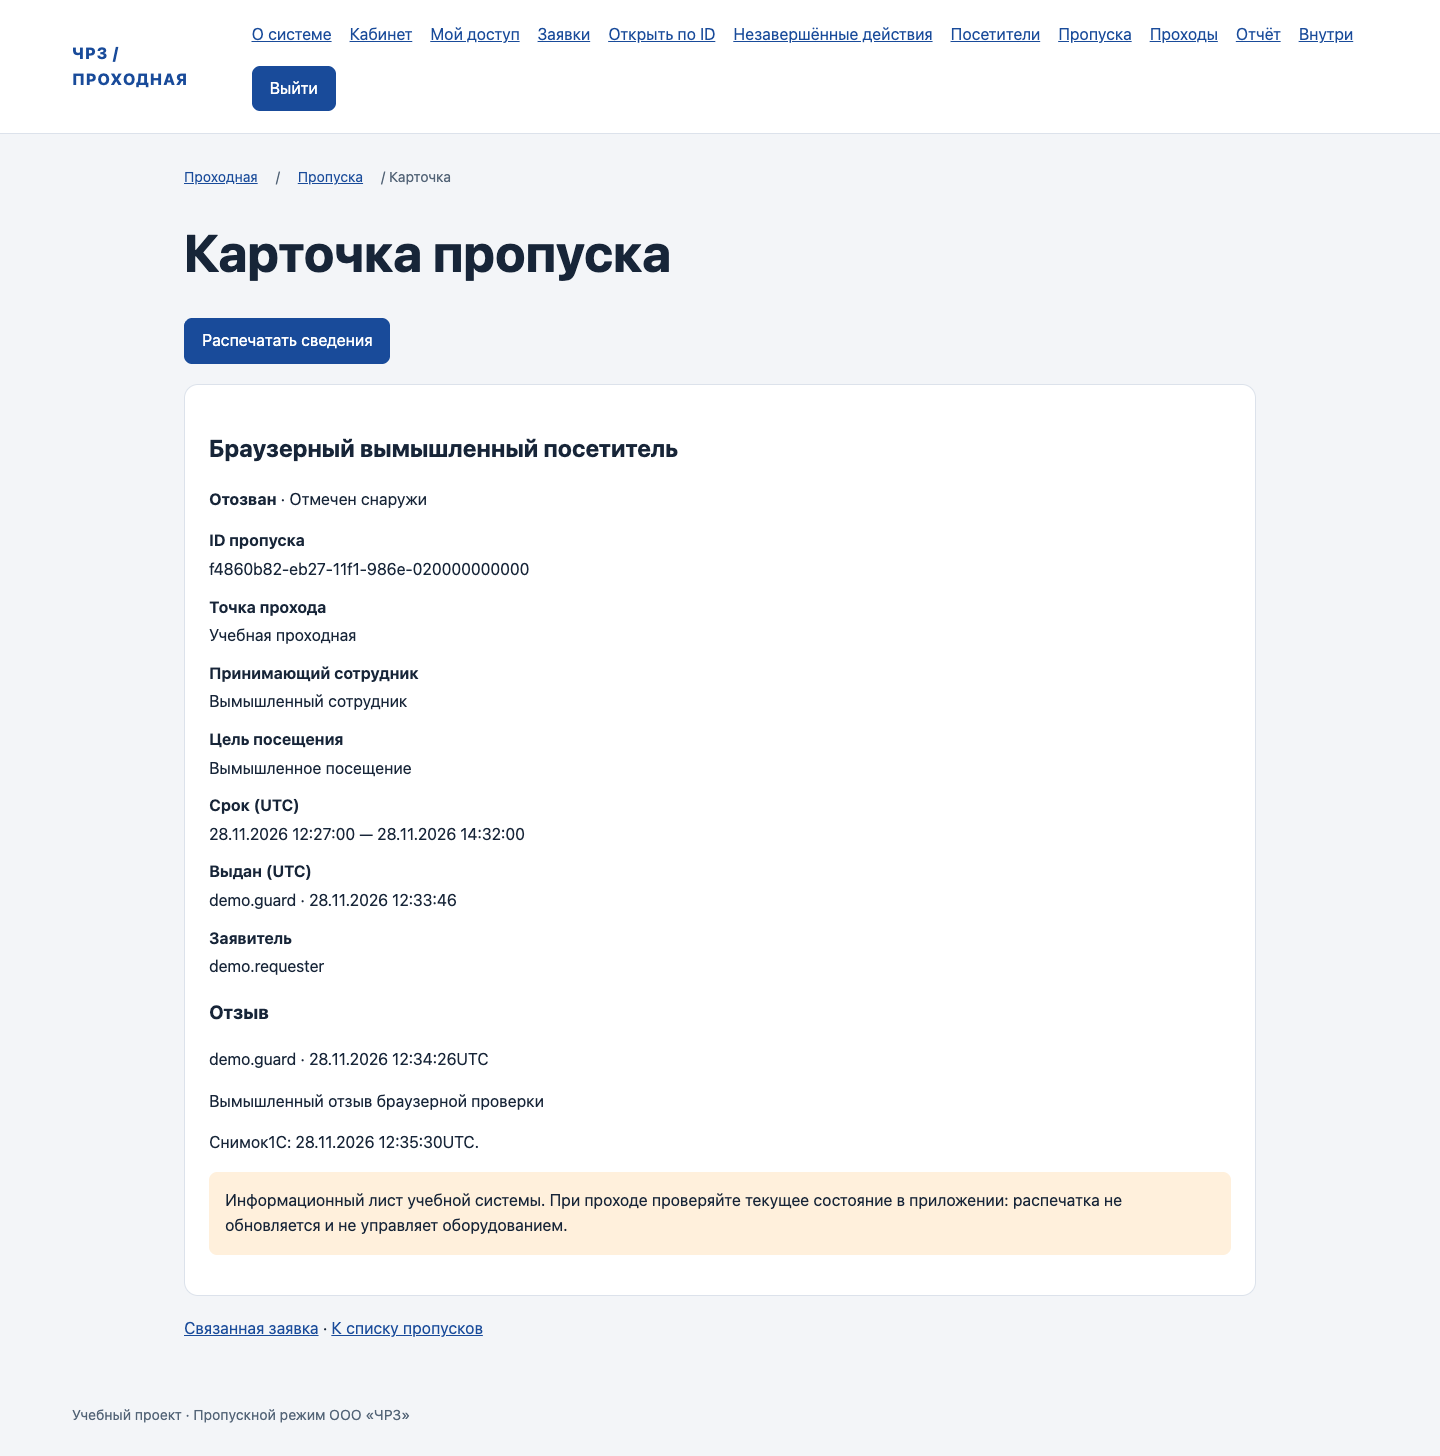 ЧРЗ /
ПРОХОДНАЯ
О системе Кабинет Мой доступ Заявки Открыть по ID Незавершённые действия Посетители Пропуска Проходы Отчёт Внутри
Выйти
Проходная / Пропуска / Карточка
Карточка пропуска
Распечатать сведения
Браузерный вымышленный посетитель
Отозван · Отмечен снаружи
ID пропуска
f4860b82-eb27-11f1-986e-020000000000
Точка прохода
Учебная проходная
Принимающий сотрудник
Вымышленный сотрудник
Цель посещения
Вымышленное посещение
Срок (UTC)
28.11.2026 12:27:00 — 28.11.2026 14:32:00
Выдан (UTC)
demo.guard · 28.11.2026 12:33:46
Заявитель
demo.requester
Отзыв
demo.guard · 28.11.2026 12:34:26UTC
Вымышленный отзыв браузерной проверки
Снимок1С: 28.11.2026 12:35:30UTC.
Информационный лист учебной системы. При проходе проверяйте текущее состояние в приложении: распечатка не
обновляется и не управляет оборудованием.
Связанная заявка · К списку пропусков
Учебный проект · Пропускной режим ООО «ЧРЗ»